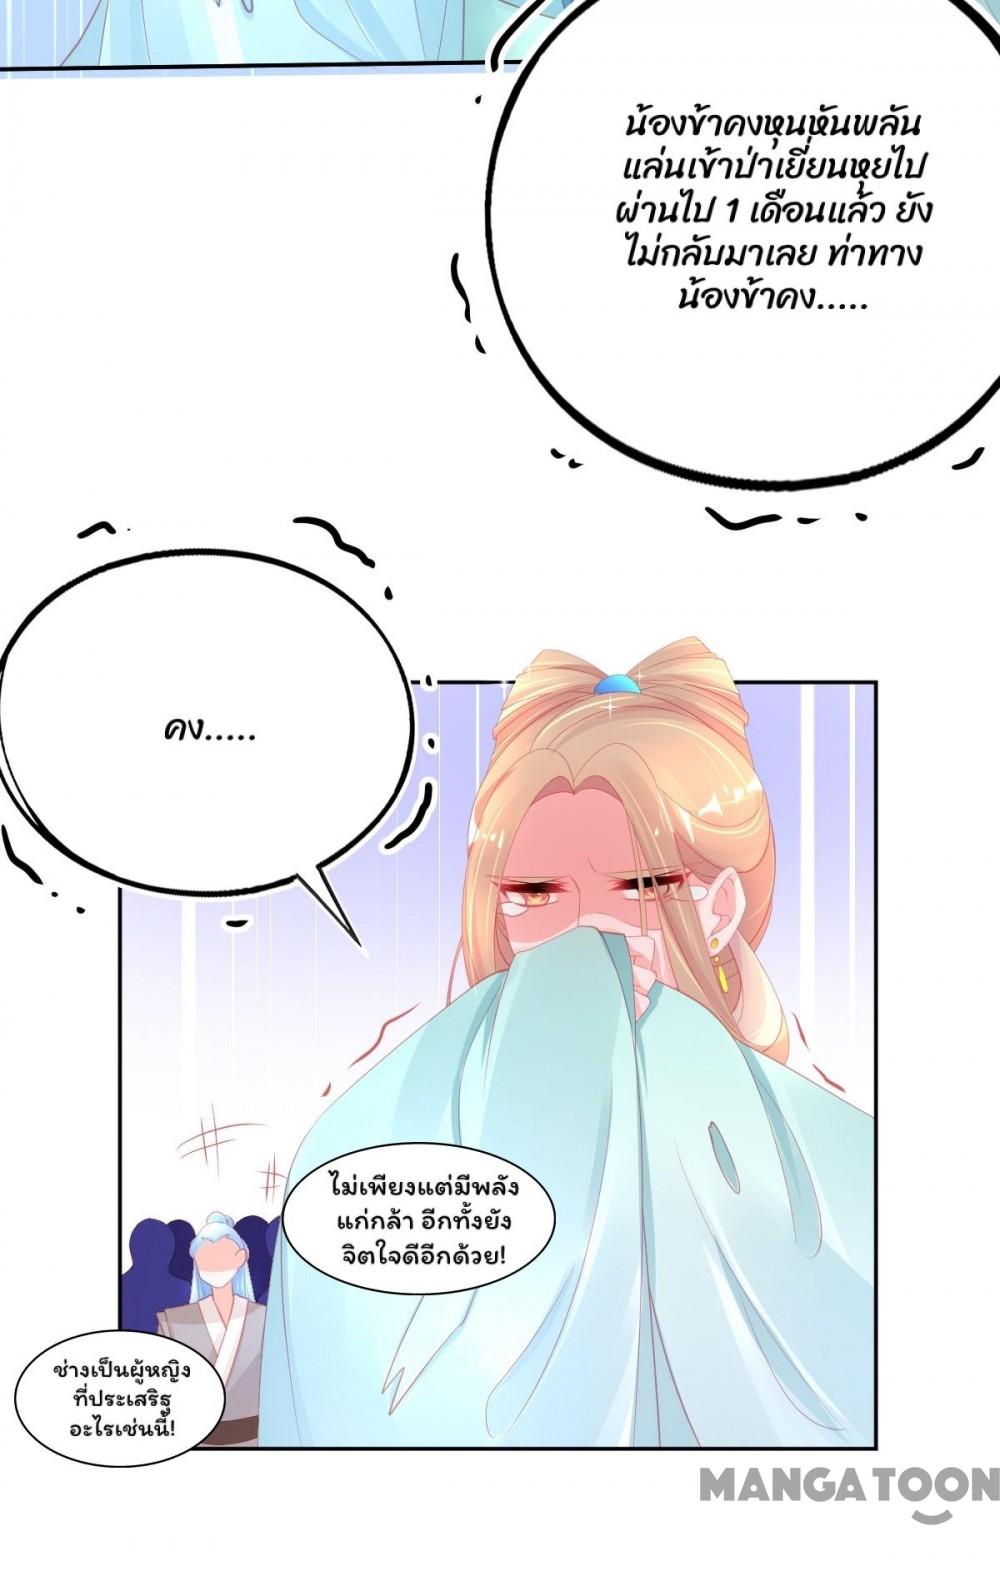 น้องข้าคงหุนหันพลัน
แล่นเข้าป่าเยี่ยนหุยไป
ผ่านไป 1 เดือนแล้ว ยัง
ไม่กลับมาเลย ท่าทาง
น้องข้าคง.....
คง.....
ไม่เพียงแต่มีพลัง
แก่กล้า อีกทั้งยัง
จิตใจดีอีกด้วย!
ช่างเป็นผู้หญิง
ที่ประเสริฐ
อะไรเช่นนี้!
MANGATOON